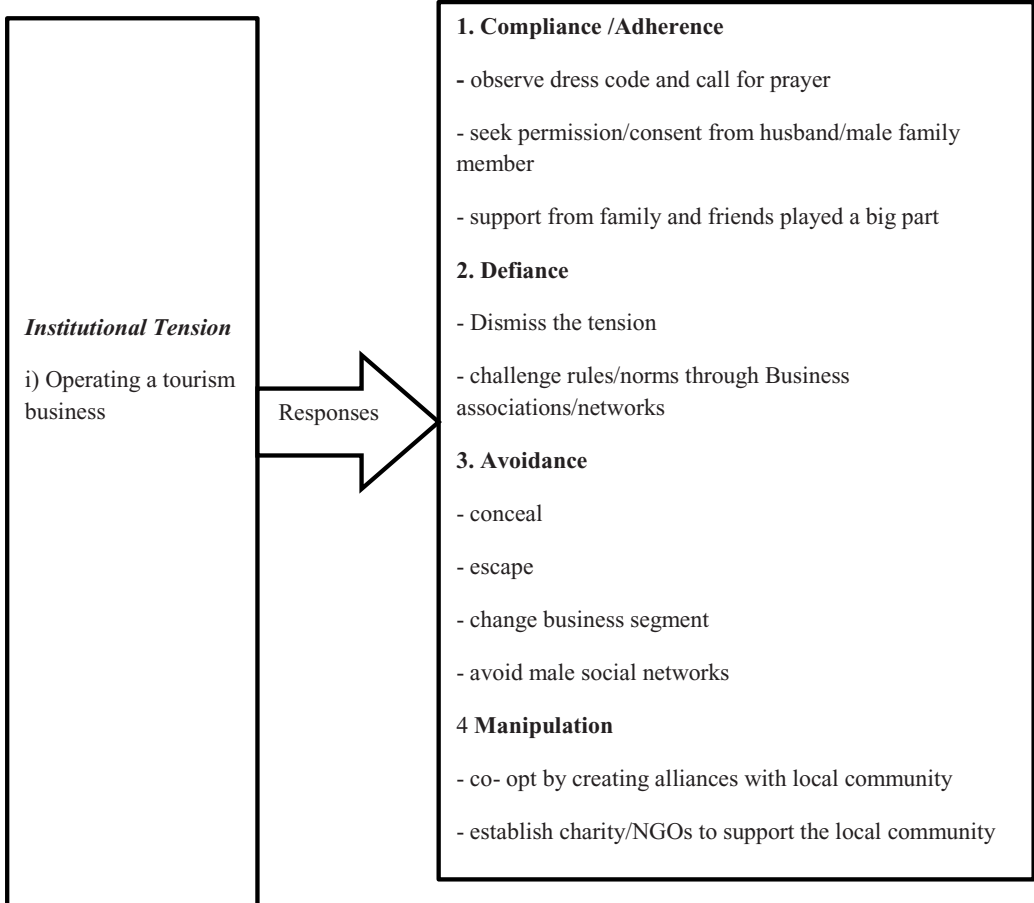 Institutional Tension
i) Operating a tourism
business
Responses
1. Compliance /Adherence
- observe dress code and call for prayer
- seek permission/consent from husband/male family
member
- support from family and friends played a big part
2. Defiance
- Dismiss the tension
- challenge rules/norms through Business
associations/networks
3. Avoidance
- conceal
- escape
- change business segment
- avoid male social networks
4 Manipulation
- co- opt by creating alliances with local community
- establish charity/NGOs to support the local community